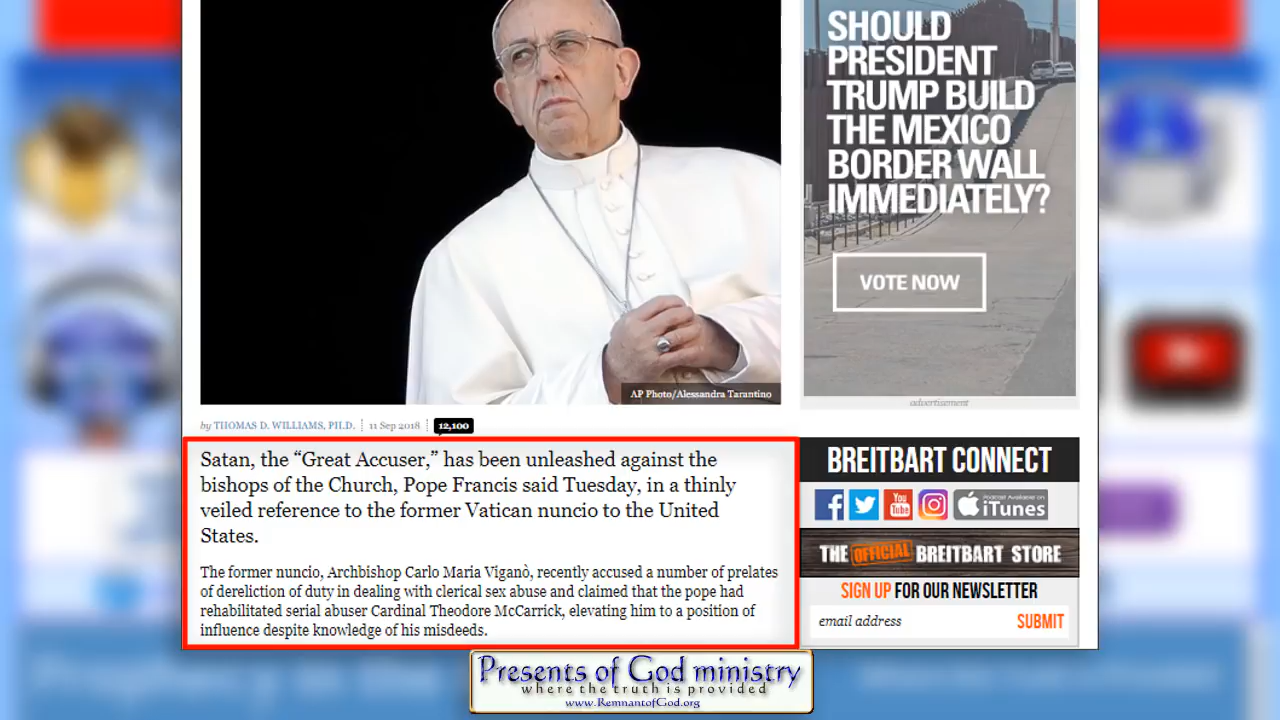 SHOULD
PRESIDENT
TRUMP BUILD
THE MEXICO
BORDER WALL
IMMEDIATELY?
VOTE NOW
advertisement
AP Photo/Alessandra Tarantino
by THOMAS D. WILLIAMS, PH.D. 11 Sep 2018 12,100
Satan, the “Great Accuser,” has been unleashed against the
bishops of the Church, Pope Francis said Tuesday, in a thinly
veiled reference to the former Vatican nuncio to the United
States.
The former nuncio, Archbishop Carlo Maria Viganò, recently accused a number of prelates
of dereliction of duty in dealing with clerical sex abuse and claimed that the pope had
rehabilitated serial abuser Cardinal Theodore McCarrick, elevating him to a position of
influence despite knowledge of his misdeeds.
BREITBART CONNECT
You
Tube
Podcast Available on
iTunes
THE OFFICIAL BREITBART STORE
SIGN UP FOR OUR NEWSLETTER
email address SUBMIT
Presents of God ministry
where the truth is provided
www.RemnantofGod.org